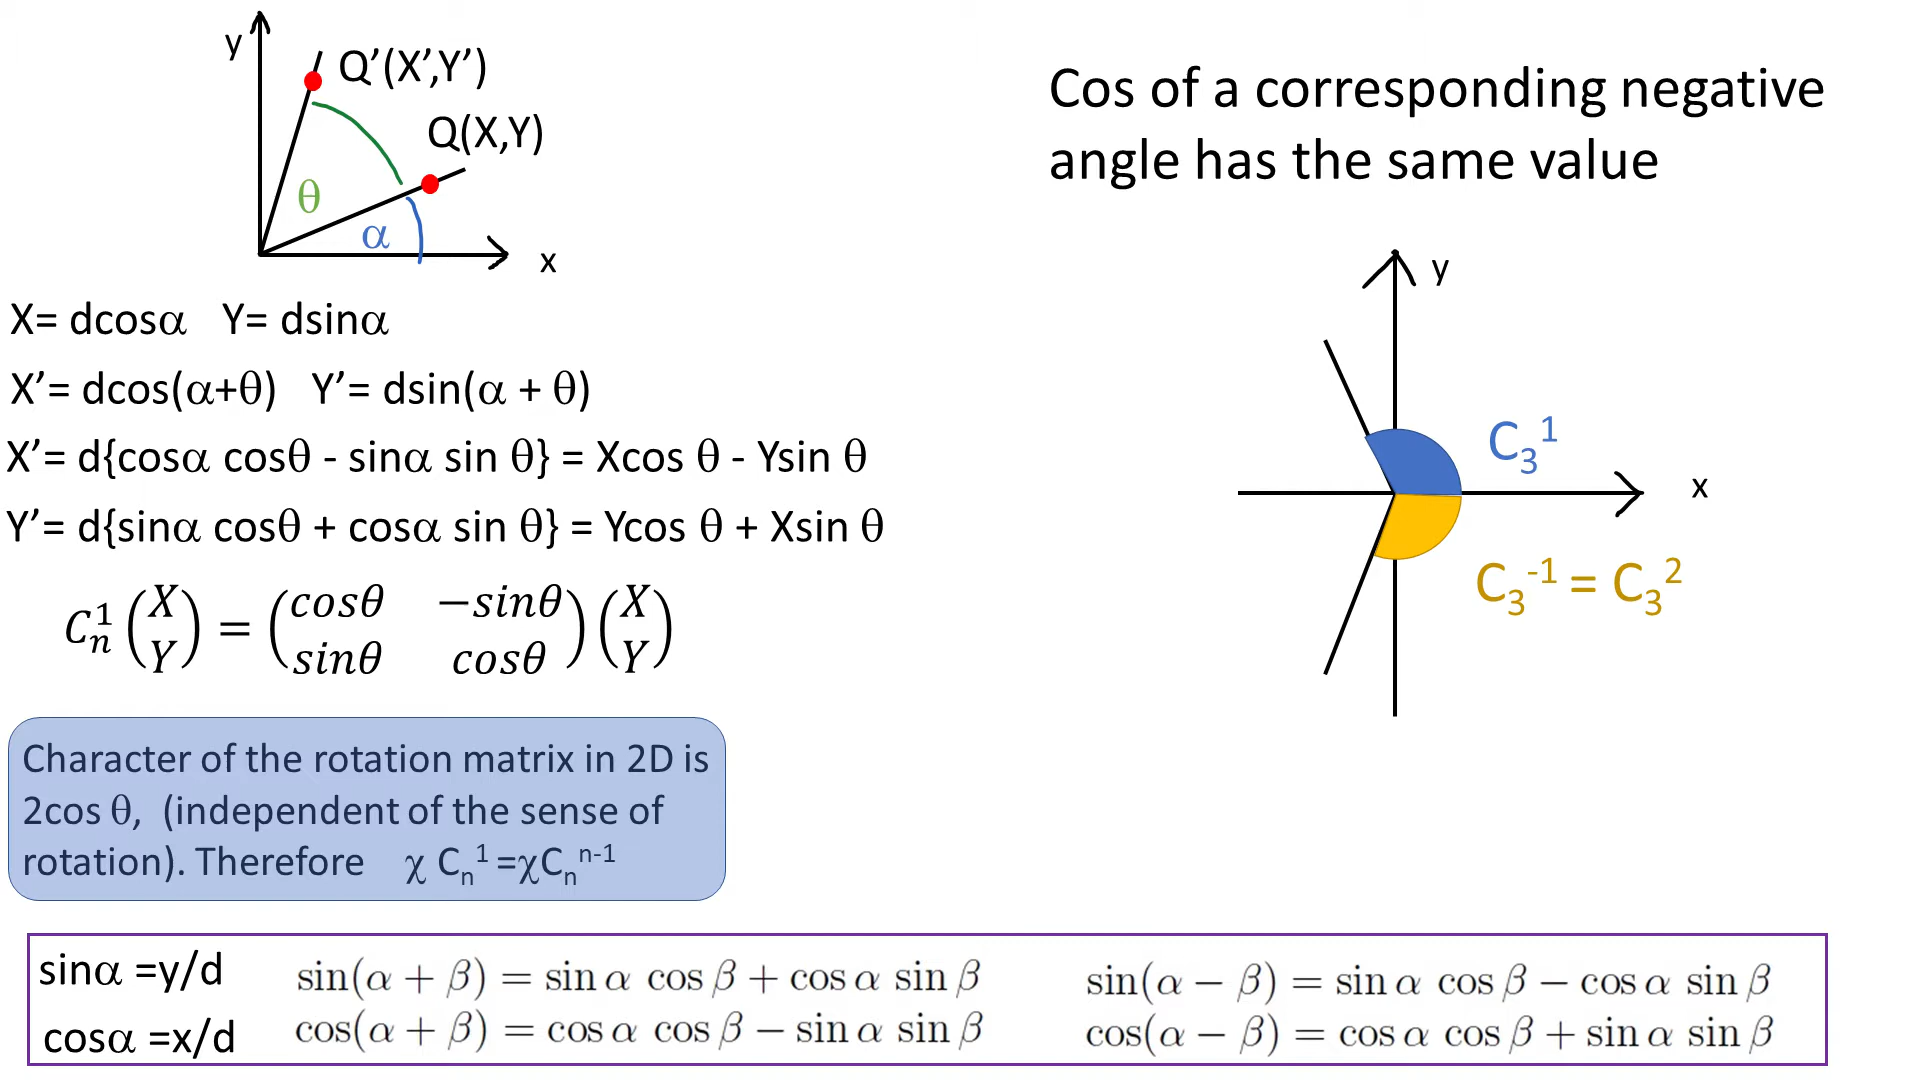 y
Q’(X’,Y’)
Q(X,Y)
θ
α
x
X= dcosα Y= dsinα
X’= dcos(α+θ) Y’= dsin(α + θ)
X’= d{cosα cosθ - sinα sin θ} = Xcos θ - Ysin θ
Y’= d{sinα cosθ + cosα sin θ} = Ycos θ + Xsin θ
C_n^1 (X Y) = (cosθ −sinθ sinθ cosθ) (X Y)
Character of the rotation matrix in 2D is
2cos θ, (independent of the sense of
rotation). Therefore χ C_n^1 =χC_n^{n-1}
Cos of a corresponding negative
angle has the same value
y
C_3^1
x
C_3^{-1} = C_3^2
sinα =y/d
cosα =x/d
sin(α + β) = sin α cos β + cos α sin β
cos(α + β) = cos α cos β − sin α sin β
sin(α − β) = sin α cos β − cos α sin β
cos(α − β) = cos α cos β + sin α sin β